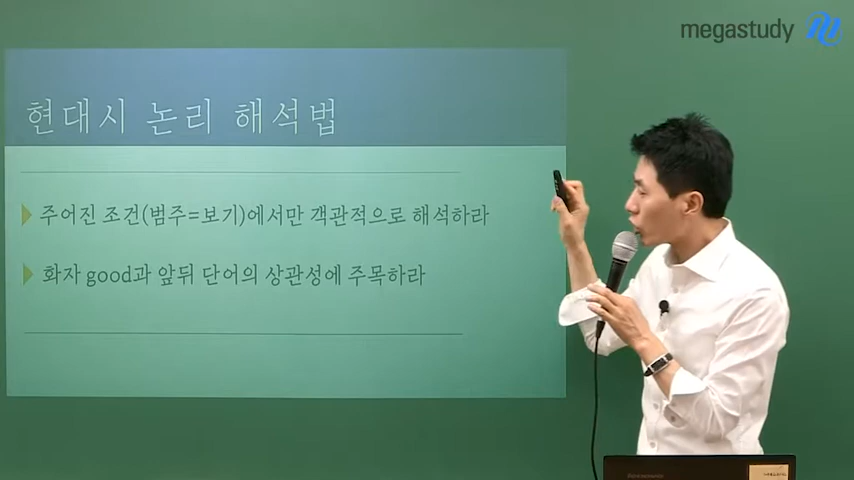 megastudy
현대시 논리 해석법
주어진 조건(범주=보기)에서만 객관적으로 해석하라
화자 good과 앞뒤 단어의 상관성에 주목하라